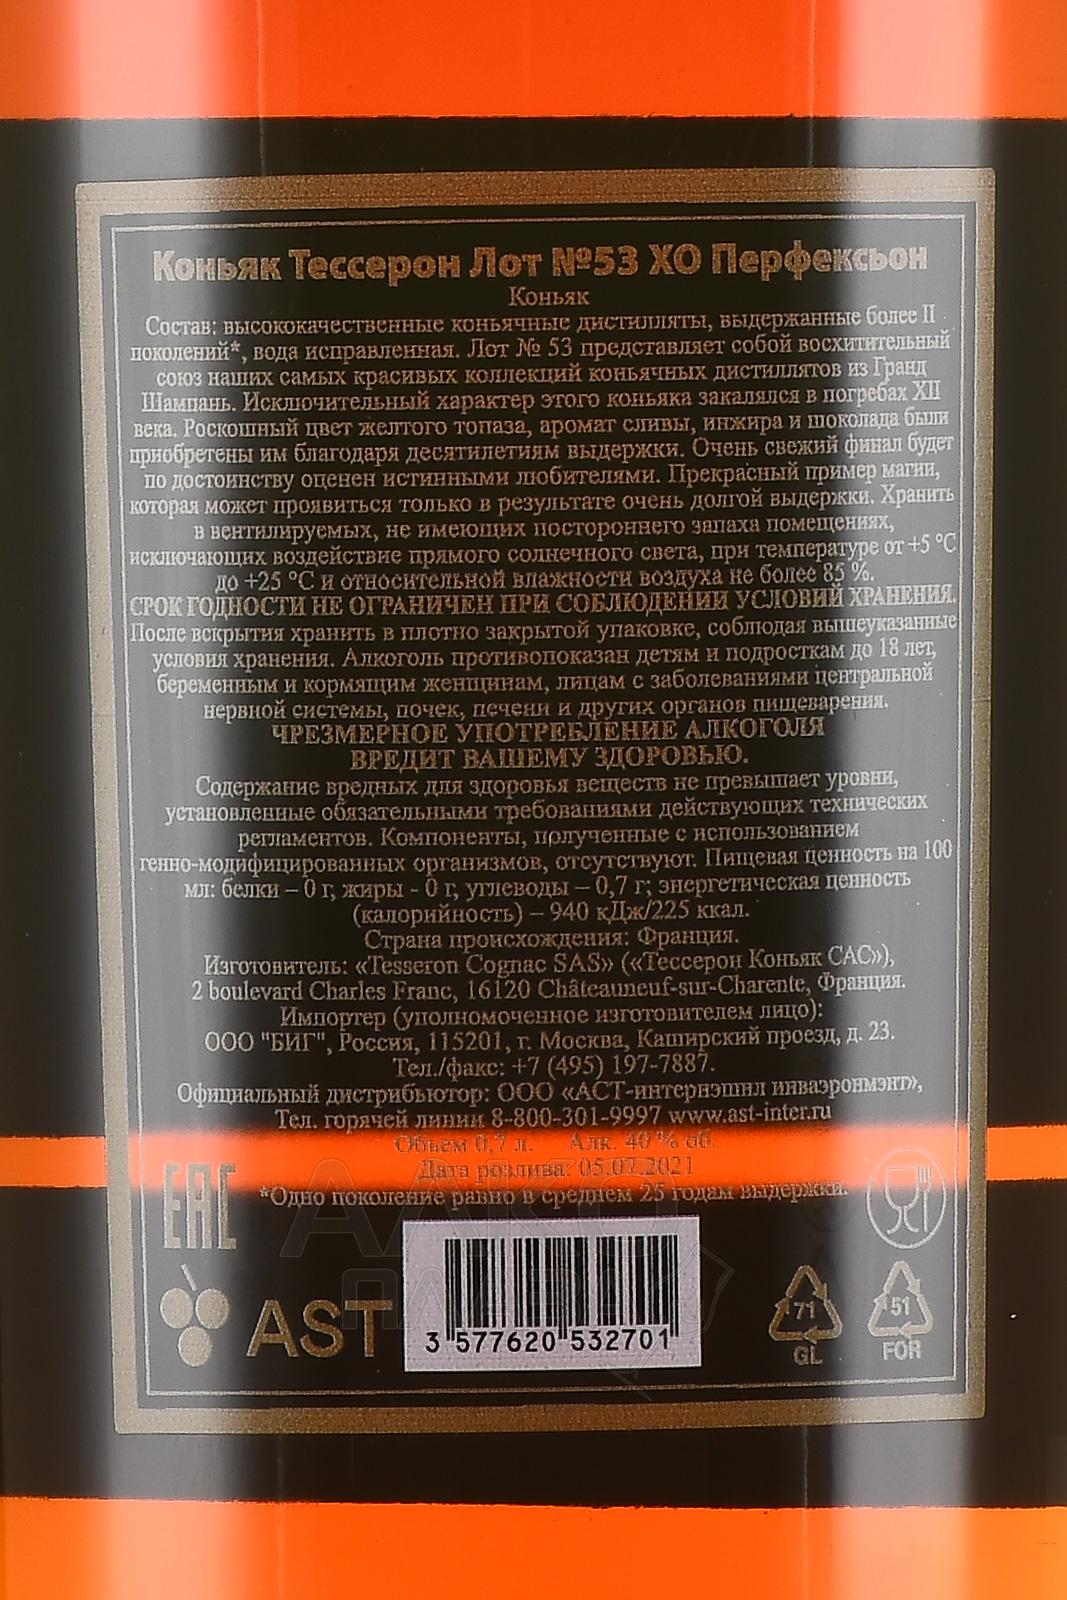 Коньяк Тессерон Лот №53 ХО Перфексьон
Коньяк
Состав: высококачественные коньячные дистилляты, выдержанные более II
поколений*, вода исправленная. Лот № 53 представляет собой восхитительный
союз наших самых красивых коллекций коньячных дистиллятов из Гранд
Шампань. Исключительный характер этого коньяка закалялся в погребах XII
века. Роскошный цвет желтого топаза, аромат сливы, инжира и шоколада были
приобретены им благодаря десятилетиям выдержки. Очень свежий финал будет
по достоинству оценен истинными любителями. Прекрасный пример магии,
которая может проявиться только в результате очень долгой выдержки. Хранить
в вентилируемых, не имеющих постороннего запаха помещениях,
исключающих воздействие прямого солнечного света, при температуре от +5 °С
до +25 °С и относительной влажности воздуха не более 85 %.
СРОК ГОДНОСТИ НЕ ОГРАНИЧЕН ПРИ СОБЛЮДЕНИИ УСЛОВИЙ ХРАНЕНИЯ.
После вскрытия хранить в плотно закрытой упаковке, соблюдая вышеуказанные
условия хранения. Алкоголь противопоказан детям и подросткам до 18 лет,
беременным и кормящим женщинам, лицам с заболеваниями центральной
нервной системы, почек, печени и других органов пищеварения.
ЧРЕЗМЕРНОЕ УПОТРЕБЛЕНИЕ АЛКОГОЛЯ
ВРЕДИТ ВАШЕМУ ЗДОРОВЬЮ.
Содержание вредных для здоровья веществ не превышает уровни,
установленные обязательными требованиями действующих технических
регламентов. Компоненты, полученные с использованием
генно-модифицированных организмов, отсутствуют. Пищевая ценность на 100
мл: белки – 0 г, жиры - 0 г, углеводы – 0,7 г; энергетическая ценность
(калорийность) – 940 кДж/225 ккал.
Страна происхождения: Франция.
Изготовитель: «Tesseron Cognac SAS» («Тессерон Коньяк САС»),
2 boulevard Charles Franc, 16120 Châteauneuf-sur-Charente, Франция.
Импортер (уполномоченное изготовителем лицо):
ООО "БИГ", Россия, 115201, г. Москва, Каширский проезд, д. 23.
Тел./факс: +7 (495) 197-7887.
Официальный дистрибьютор: ООО «АСТ-интернэшнл инваэронмэнт»,
Тел. горячей линии 8-800-301-9997 www.ast-inter.ru
Объем 0,7 л. Алк. 40 % об.
Дата розлива: 05.07.2021
*Одно поколение равно в среднем 25 годам выдержки.
EAC
AST
3 577620 532701
71
GL
51
FOR